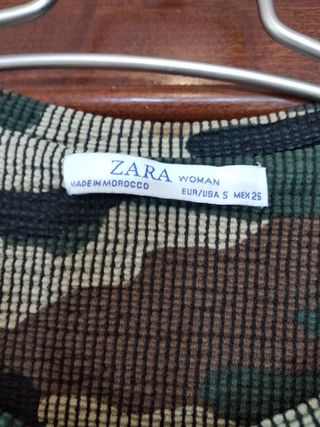 ZARA WOMAN
MADE IN MOROCCO EUR/USA S MEX 26